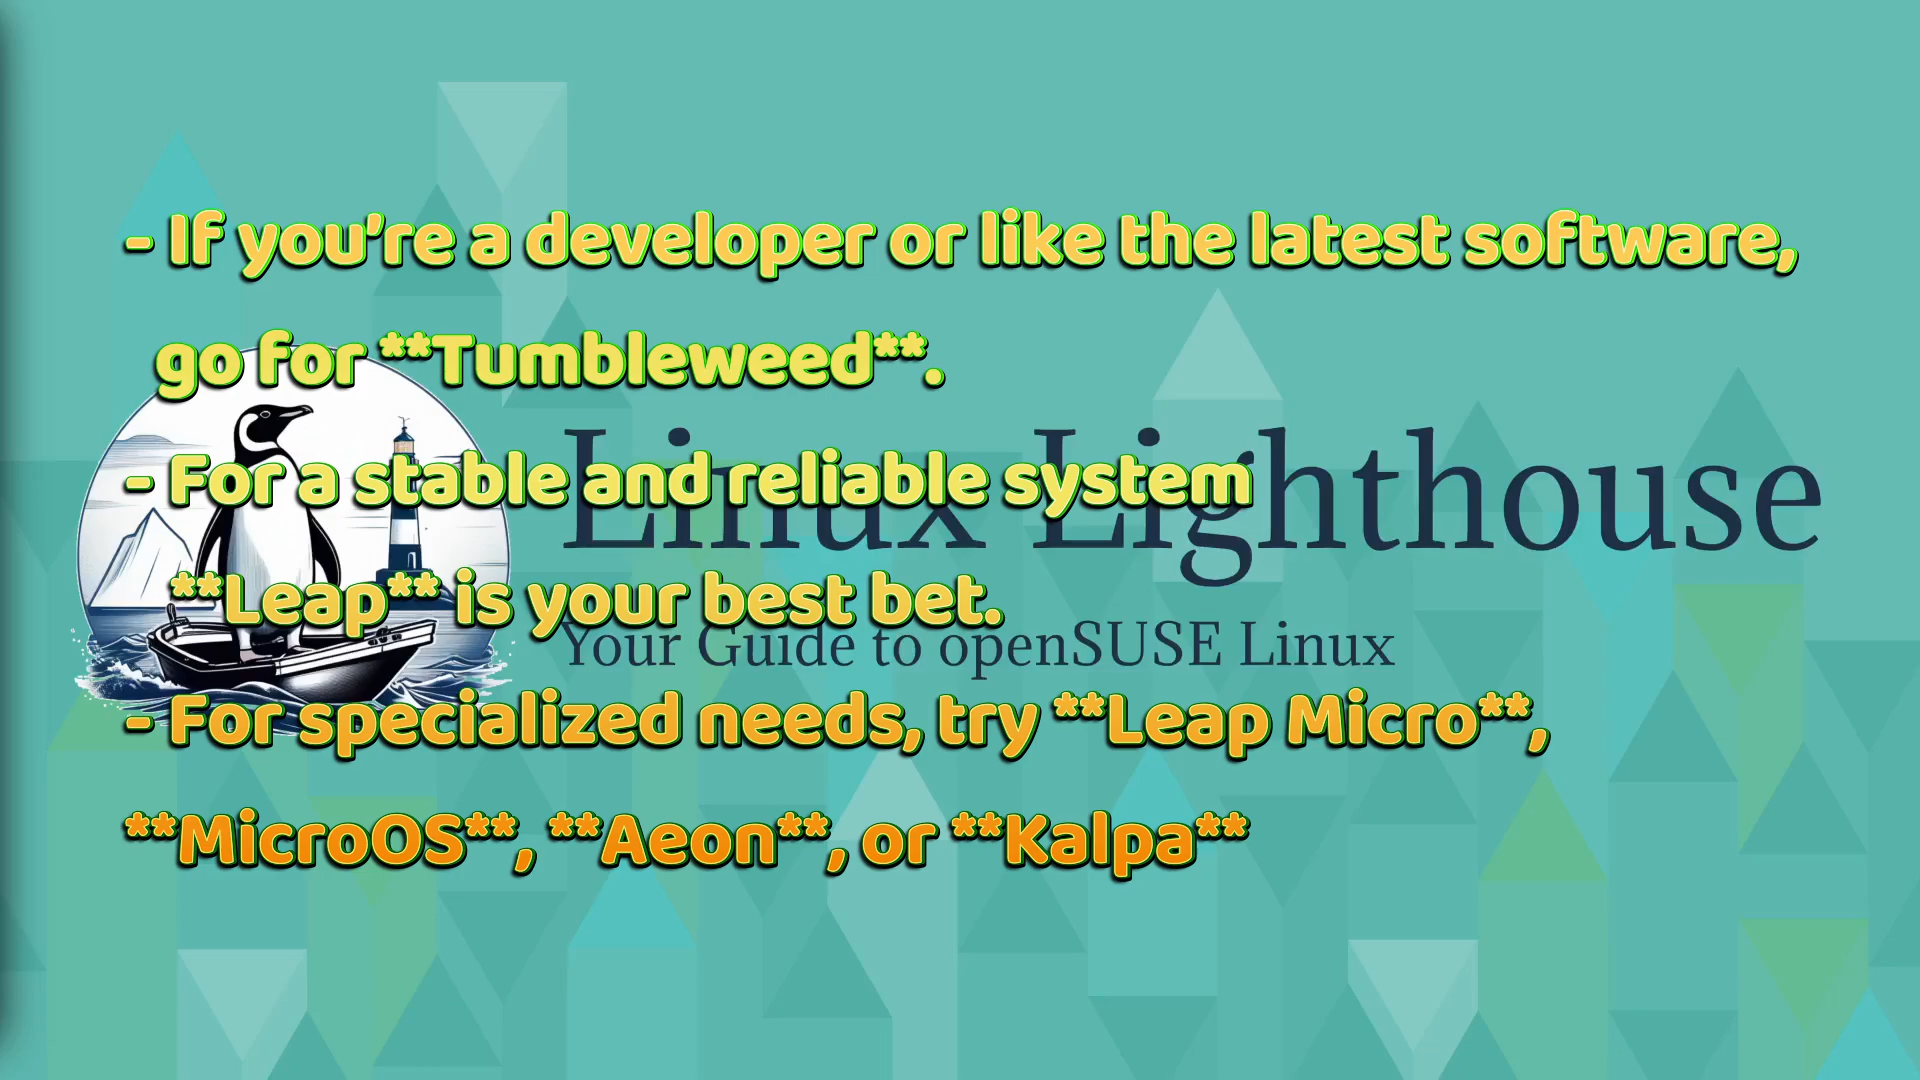 - If you’re a developer or like the latest software,
go for **Tumbleweed**.
- For a stable and reliable system
Linux Lighthouse
**Leap** is your best bet.
Your Guide to openSUSE Linux
- For specialized needs, try **Leap Micro**,
**MicroOS**, **Aeon**, or **Kalpa**